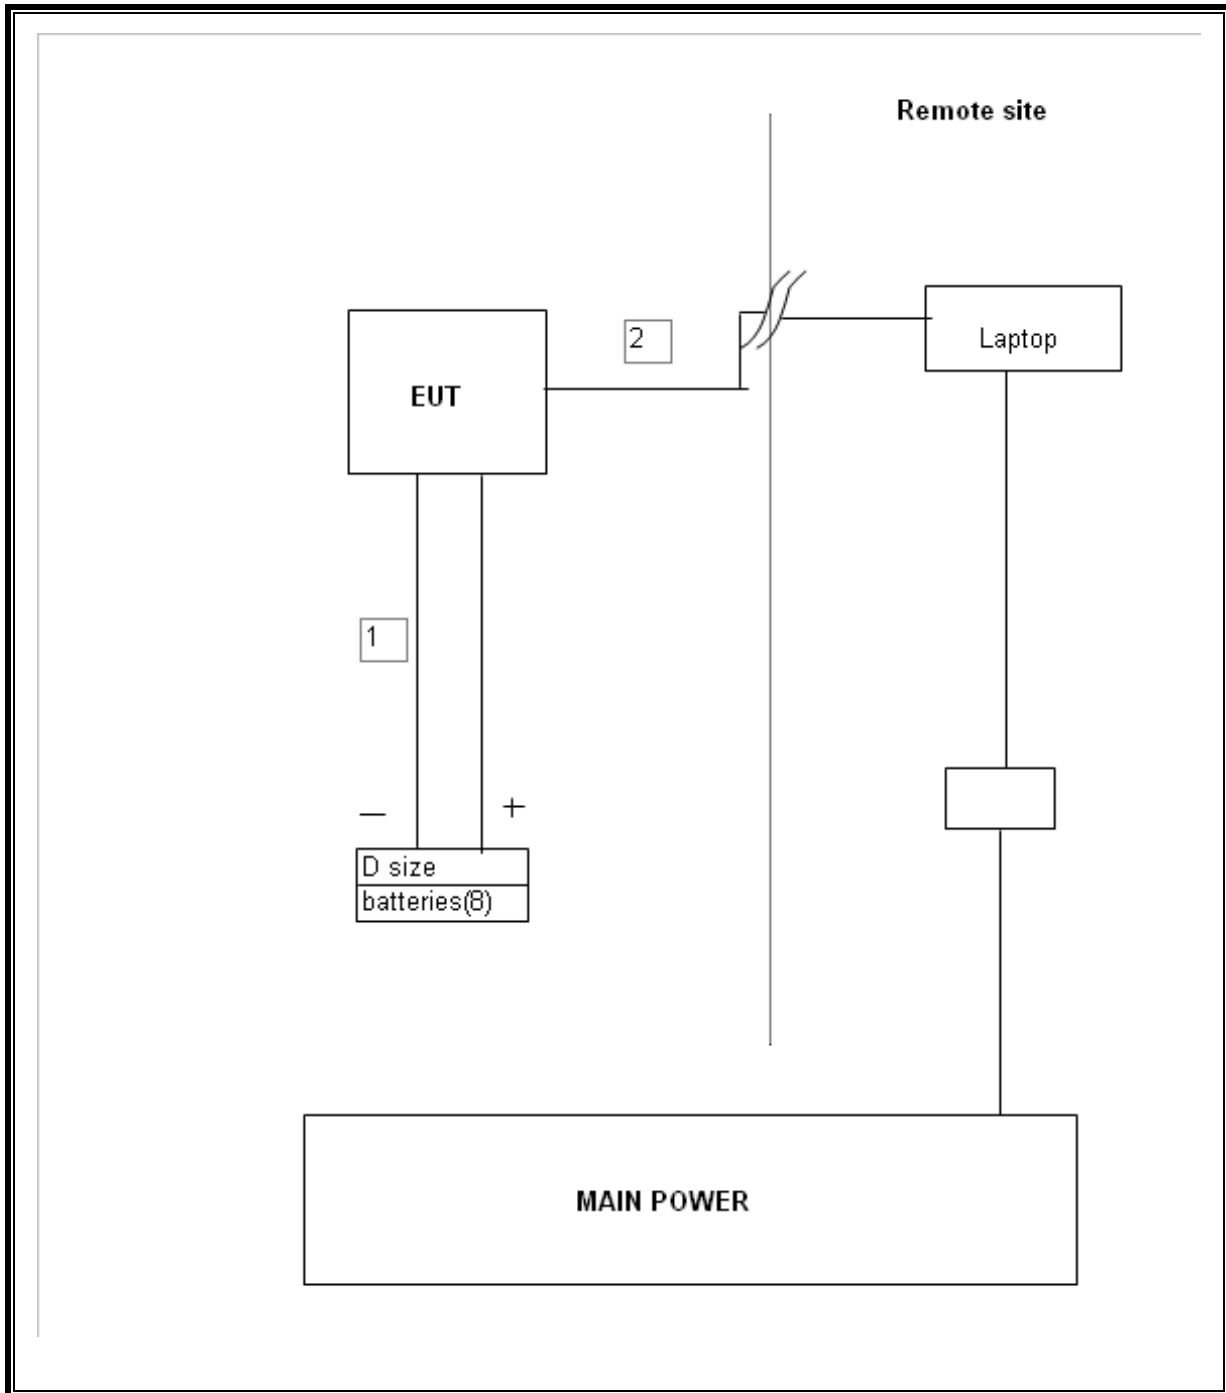 Remote site
2
Laptop
EUT
1
— +
D size
batteries(8)
MAIN POWER